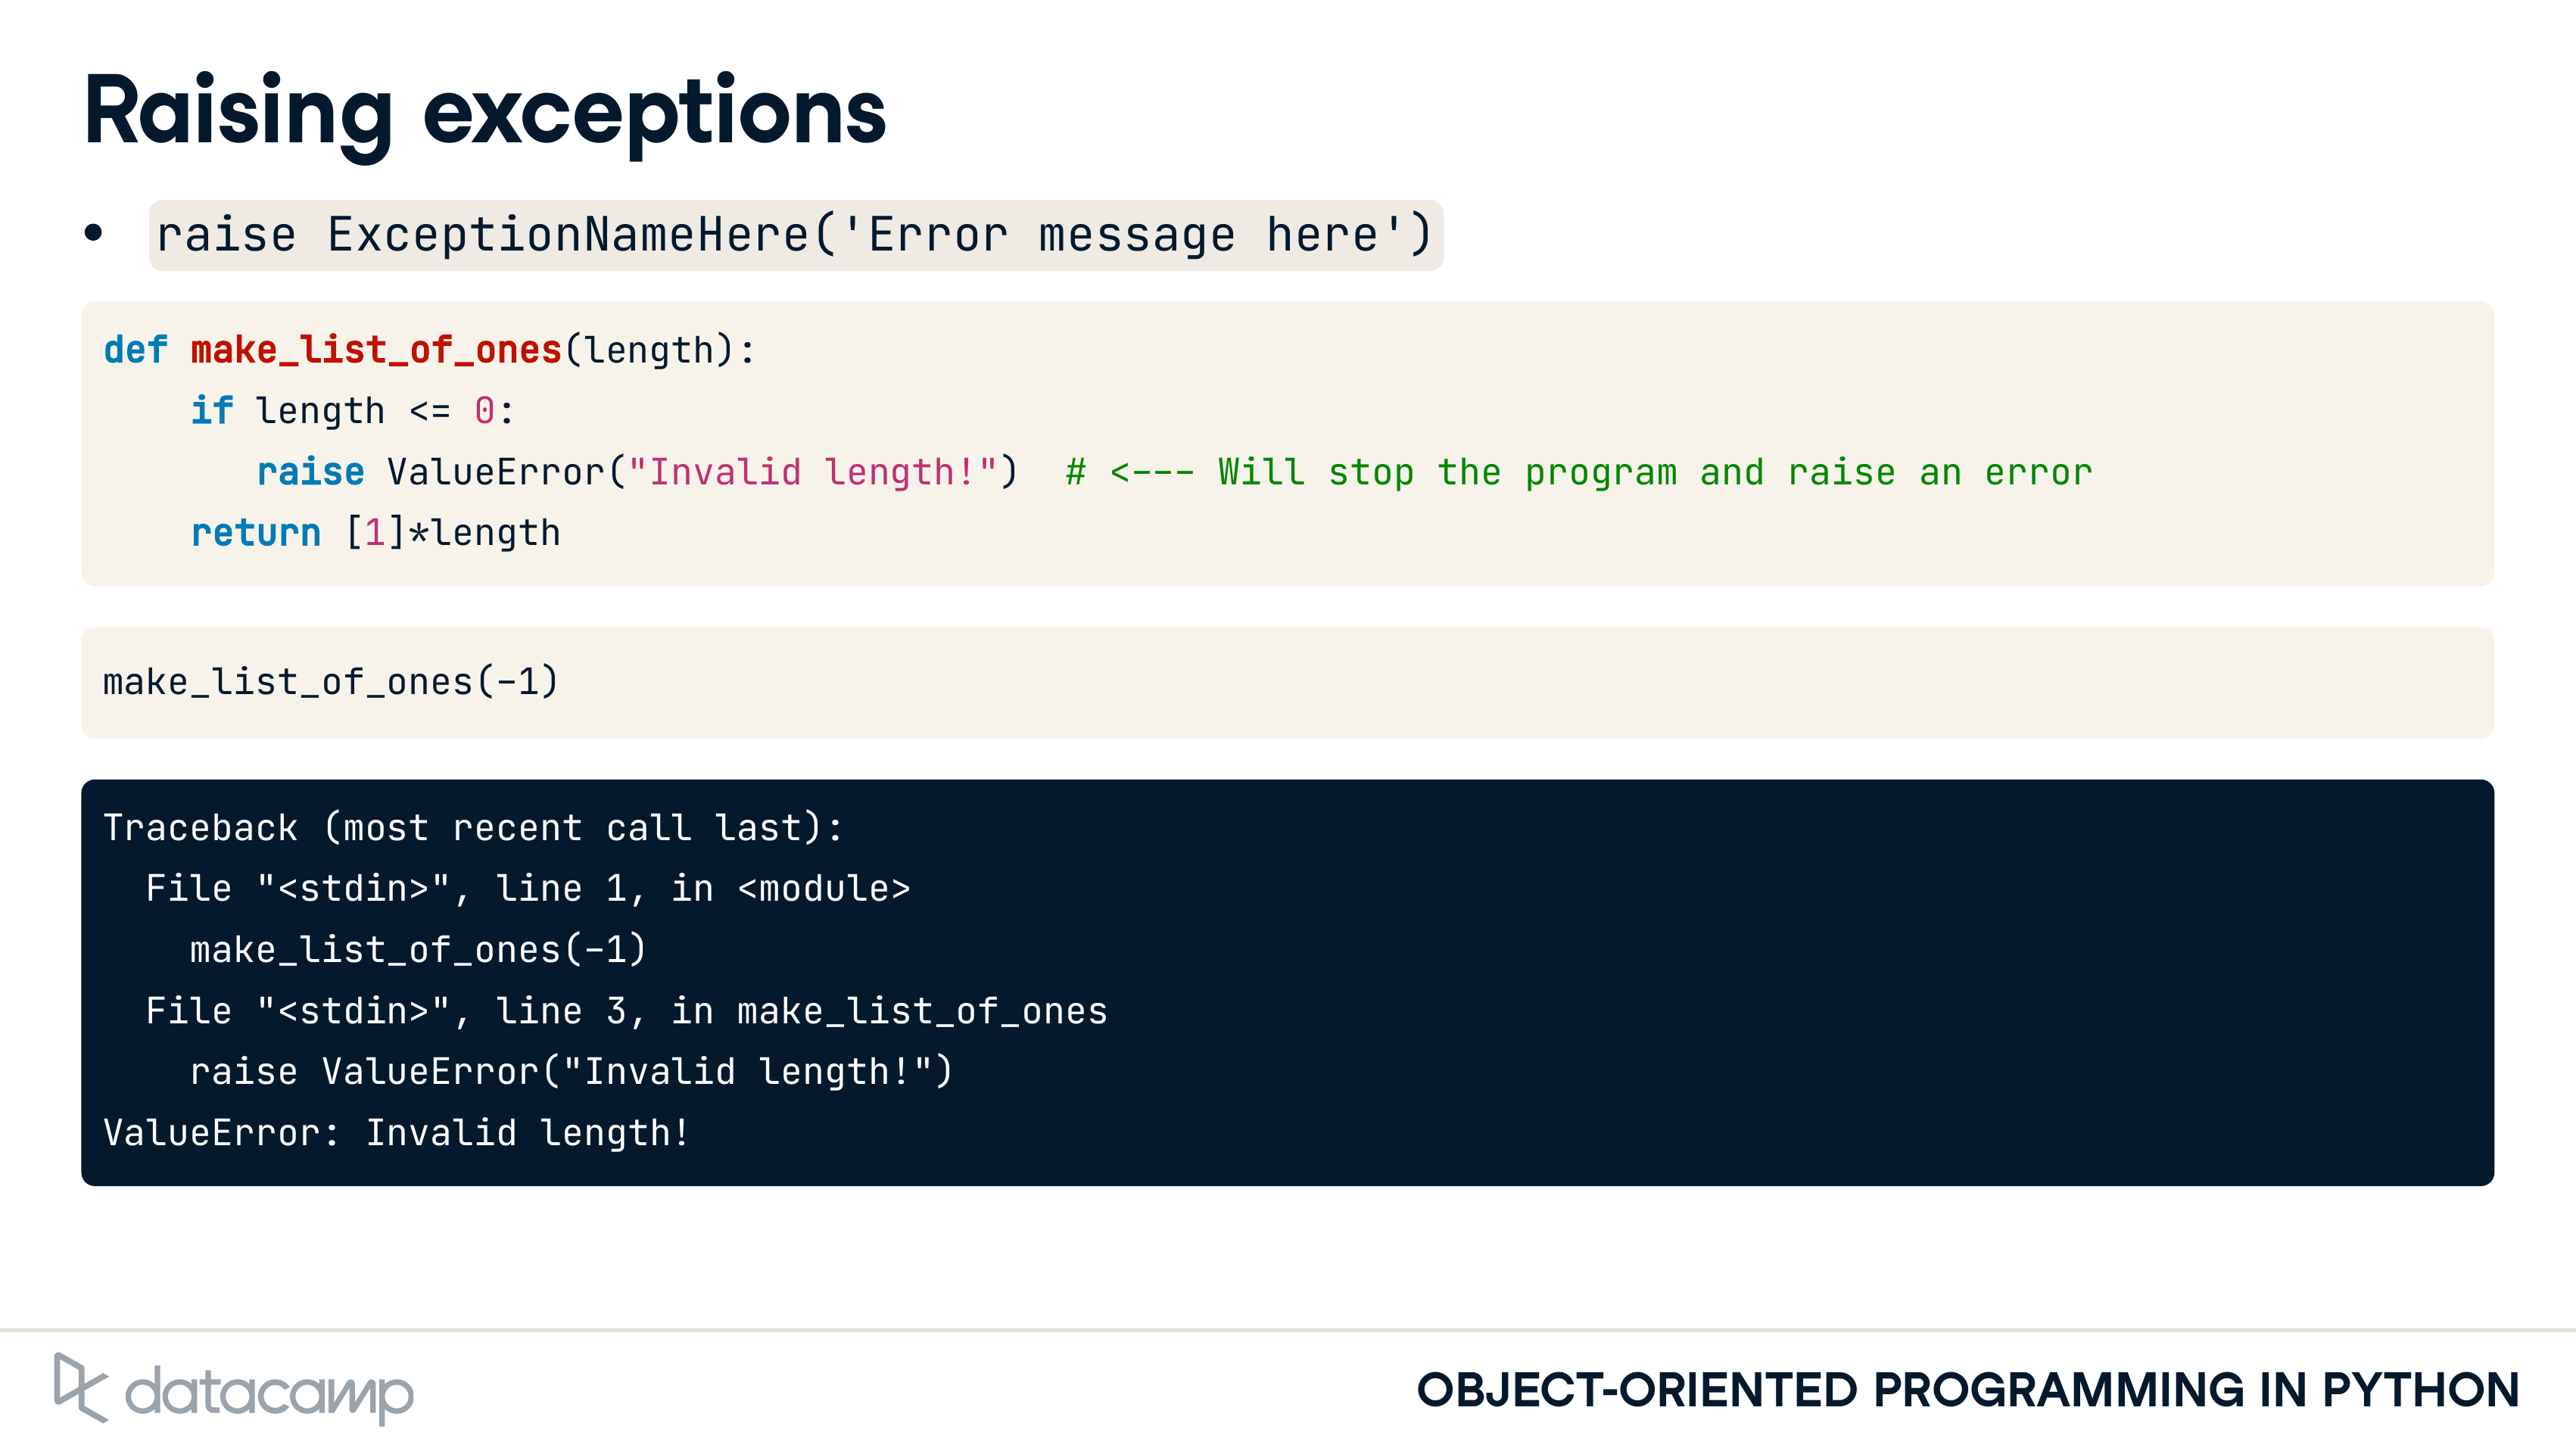 Raising exceptions
• raise ExceptionNameHere('Error message here')
def make_list_of_ones(length):
    if length <= 0:
       raise ValueError("Invalid length!")  # <--- Will stop the program and raise an error
    return [1]*length
make_list_of_ones(-1)
Traceback (most recent call last):
  File "<stdin>", line 1, in <module>
    make_list_of_ones(-1)
  File "<stdin>", line 3, in make_list_of_ones
    raise ValueError("Invalid length!")
ValueError: Invalid length!
datacamp
OBJECT-ORIENTED PROGRAMMING IN PYTHON